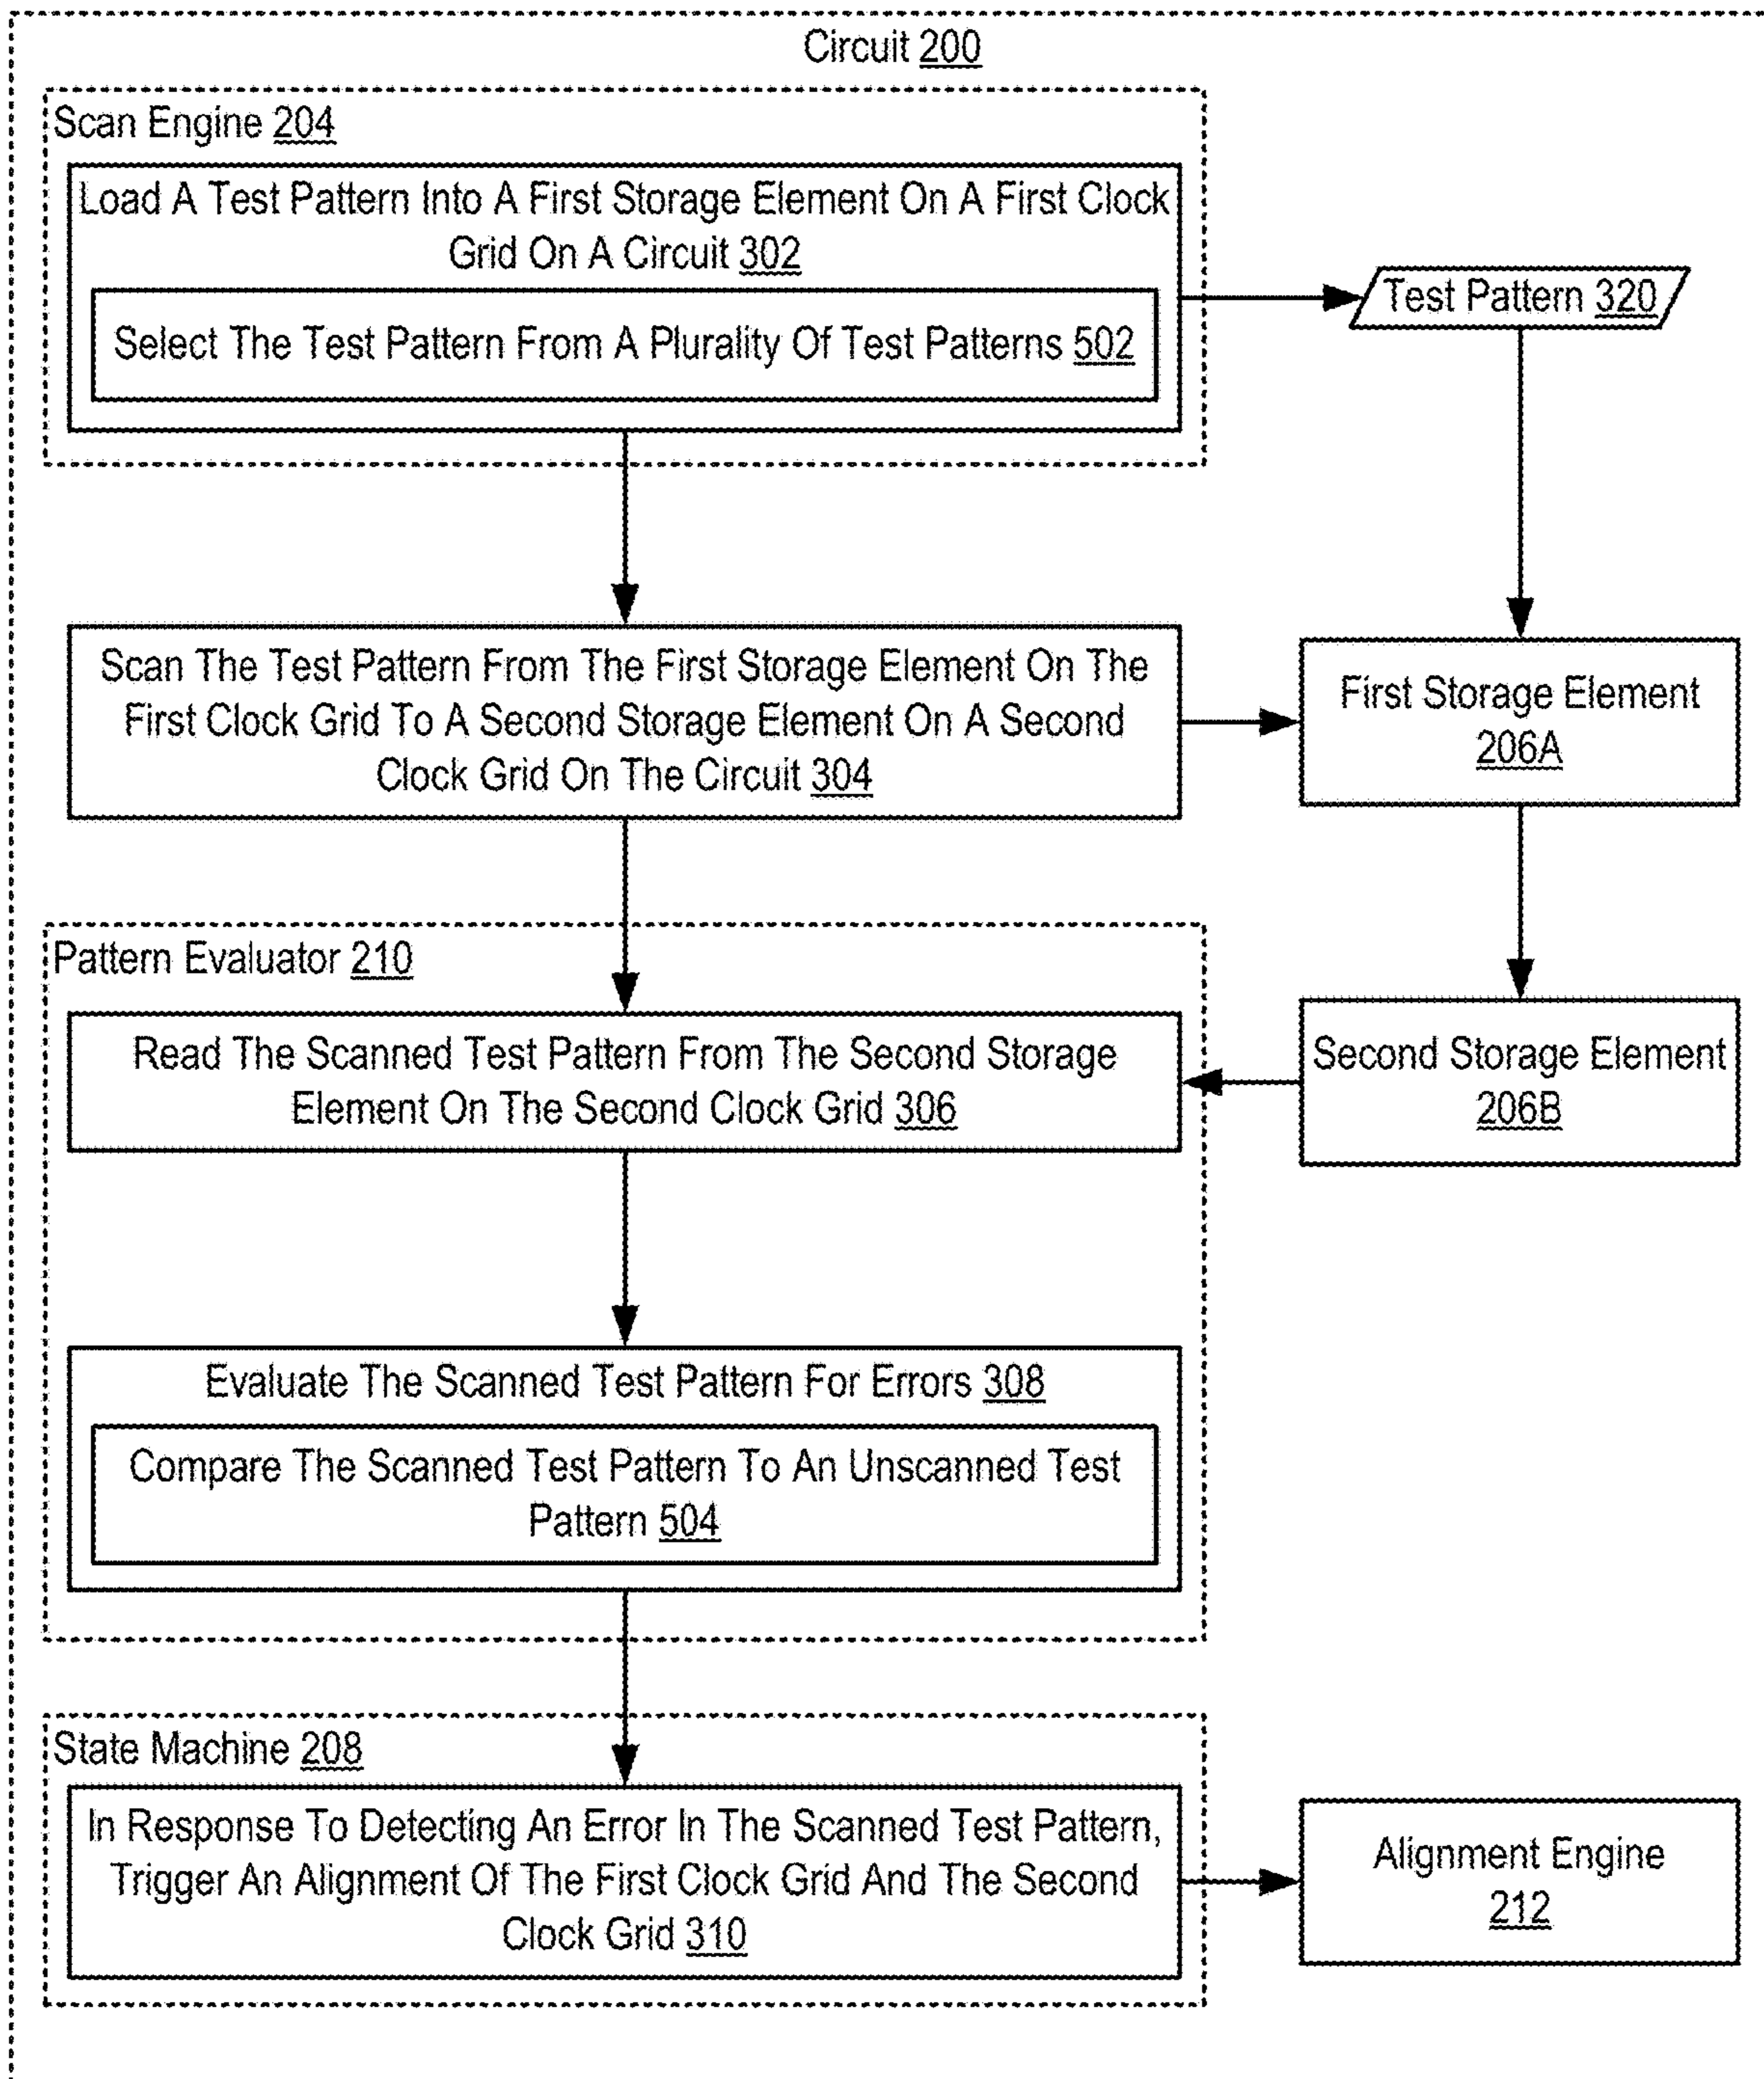 Circuit 200
Scan Engine 204
Load A Test Pattern Into A First Storage Element On A First Clock
Grid On A Circuit 302
Select The Test Pattern From A Plurality Of Test Patterns 502
Test Pattern 320
Scan The Test Pattern From The First Storage Element On The
First Clock Grid To A Second Storage Element On A Second
Clock Grid On The Circuit 304
First Storage Element
206A
Pattern Evaluator 210
Read The Scanned Test Pattern From The Second Storage
Element On The Second Clock Grid 306
Second Storage Element
206B
Evaluate The Scanned Test Pattern For Errors 308
Compare The Scanned Test Pattern To An Unscanned Test
Pattern 504
State Machine 208
In Response To Detecting An Error In The Scanned Test Pattern,
Trigger An Alignment Of The First Clock Grid And The Second
Clock Grid 310
Alignment Engine
212